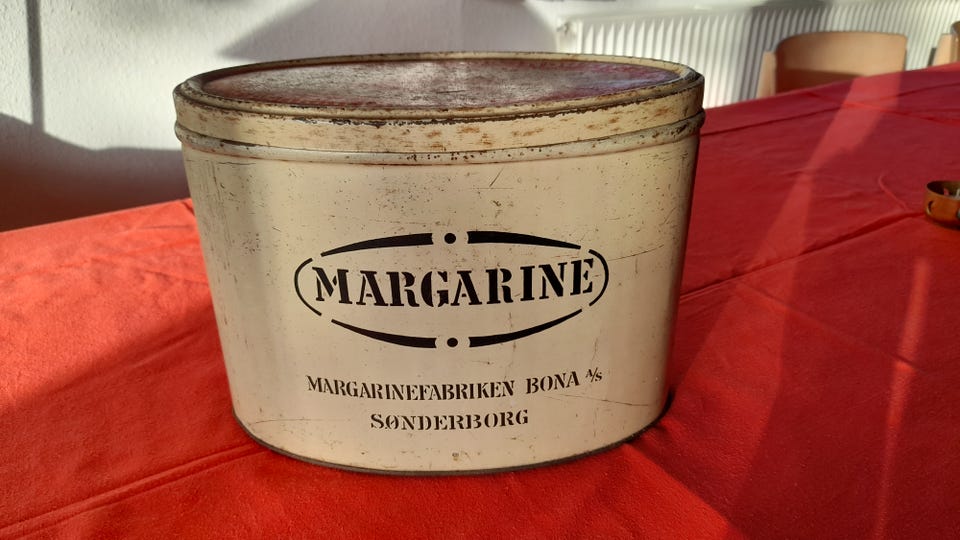 MARGARINE
MARGARINEFABRIKEN BONA A/S
SØNDERBORG